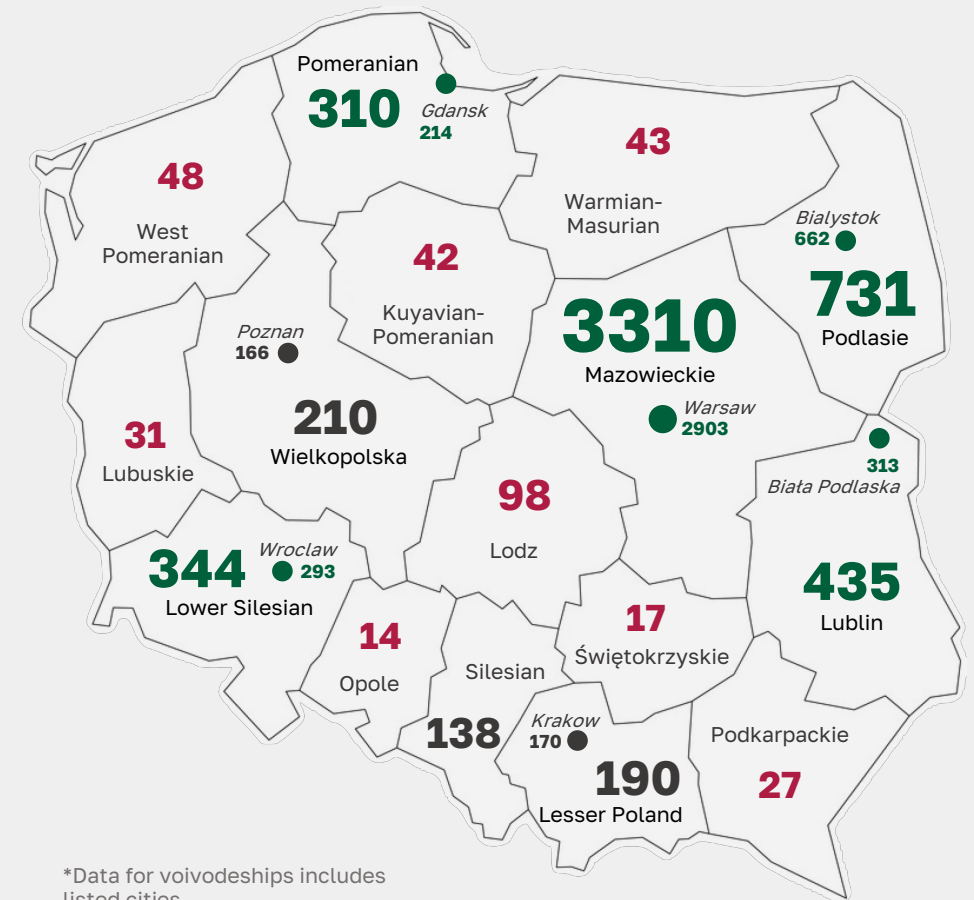 Pomeranian
310
Gdansk
214
43
Warmian-
Masurian
48
West
Pomeranian
Bialystok
662
731
Podlasie
42
Kuyavian-
Pomeranian
3310
Mazowieckie
Warsaw
2903
Poznan
166
210
Wielkopolska
31
Lubuskie
98
Lodz
313
Biała Podlaska
435
Lublin
344
Wroclaw
293
Lower Silesian
14
Opole
17
Świętokrzyskie
Silesian
138
Krakow
170
190
Lesser Poland
Podkarpackie
27
*Data for voivodeships includes
listed cities